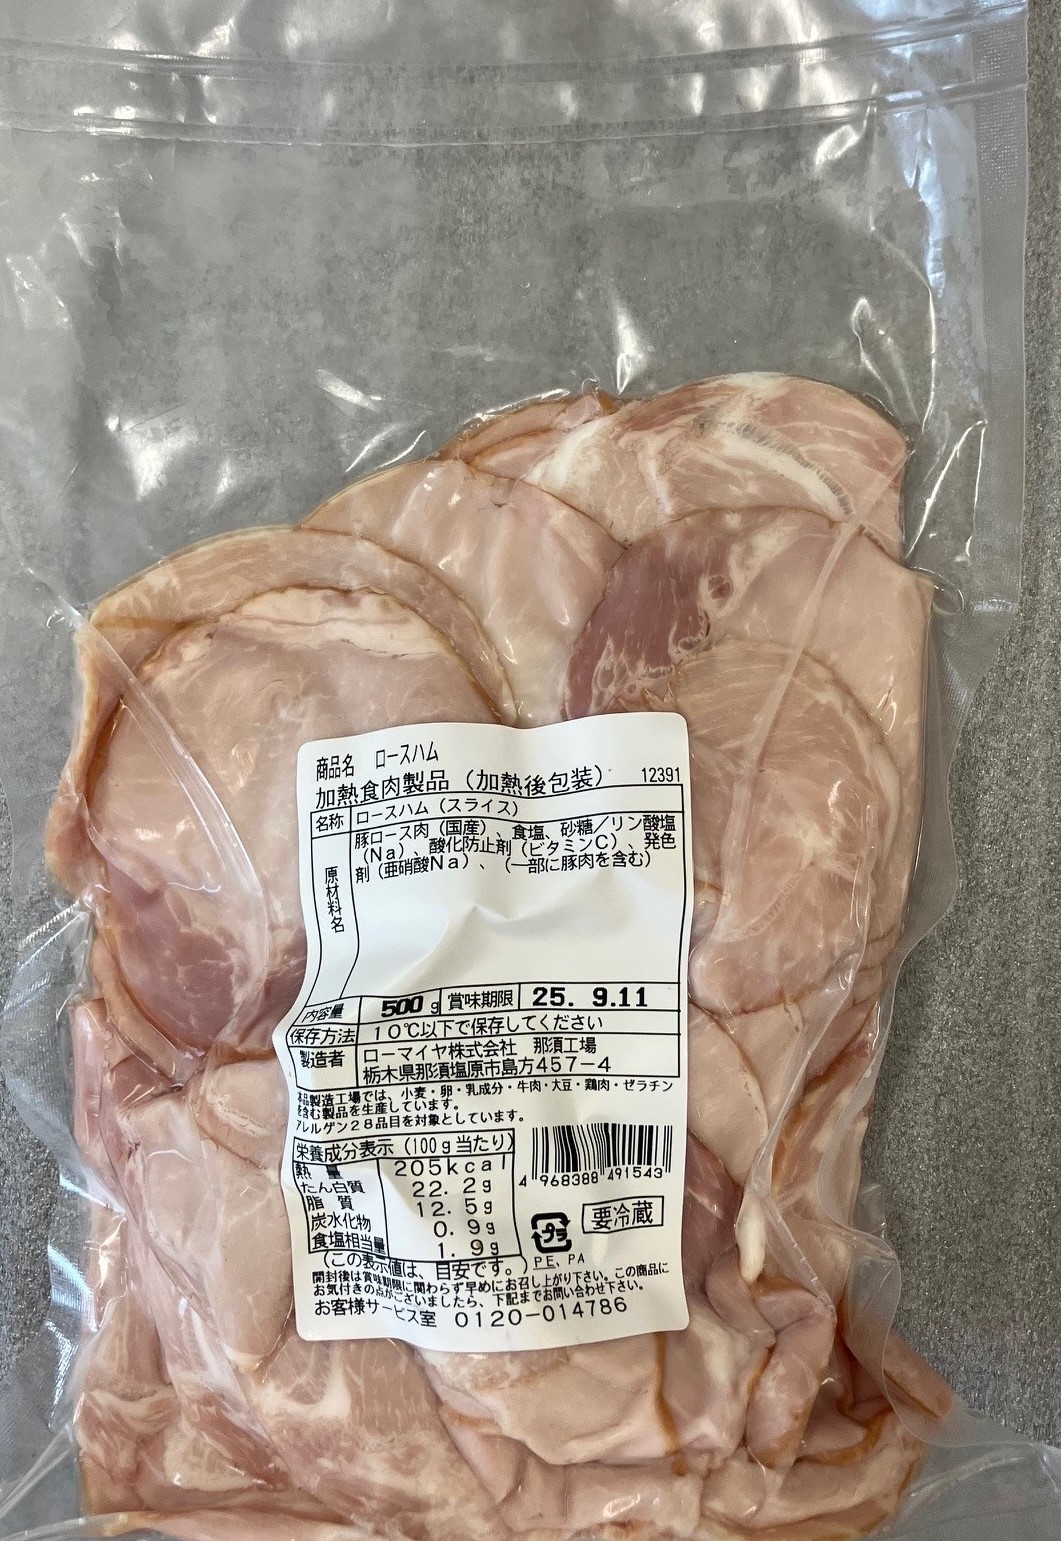 商品名 ロースハム
加熱食肉製品（加熱後包装） 12391
名称 ロースハム（スライス）
原材料名 豚ロース肉（国産）、食塩、砂糖／リン酸塩
（Na）、酸化防止剤（ビタミンC）、発色
剤（亜硝酸Na）、（一部に豚肉を含む）
内容量 500g 賞味期限 25. 9.11
保存方法 10℃以下で保存してください
製造者 ローマイヤ株式会社 那須工場
栃木県那須塩原市島方457-4
本品製造工場では、小麦・卵・乳成分・牛肉・大豆・鶏肉・ゼラチン
を含む製品を生産しています。
アレルゲン28品目を対象としています。
栄養成分表示（100g当たり）
熱量 205kcal
たん白質 22.2g
脂質 12.5g
炭水化物 0.9g
食塩相当量 1.9g
（この表示値は、目安です。）
4 968388 491543
要冷蔵
プラ
PE、PA
開封後は賞味期限に関わらず早めにお召し上がり下さい。この商品に
お気付きの点がございましたら、下記までお問い合わせ下さい。
お客様サービス室 0120-014786